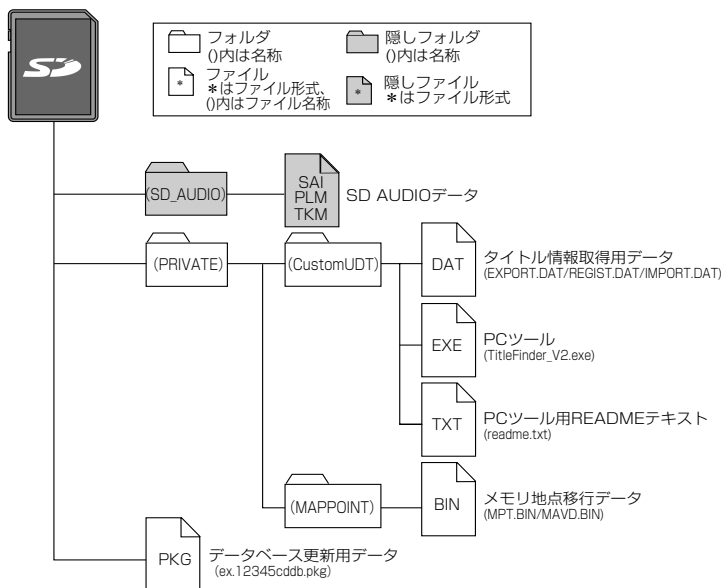 SD
フォルダ
()内は名称
隠しフォルダ
()内は名称
*
ファイル
*はファイル形式、
()内はファイル名称
*
隠しファイル
*はファイル形式
(SD_AUDIO)
SAI
PLM
TKM
SD AUDIOデータ
(PRIVATE)
(CustomUDT)
DAT
タイトル情報取得用データ
(EXPORT.DAT/REGIST.DAT/IMPORT.DAT)
EXE
PCツール
(TitleFinder_V2.exe)
TXT
PCツール用READMEテキスト
(readme.txt)
(MAPPOINT)
BIN
メモリ地点移行データ
(MPT.BIN/MAVD.BIN)
PKG
データベース更新用データ
(ex.12345cddb.pkg)